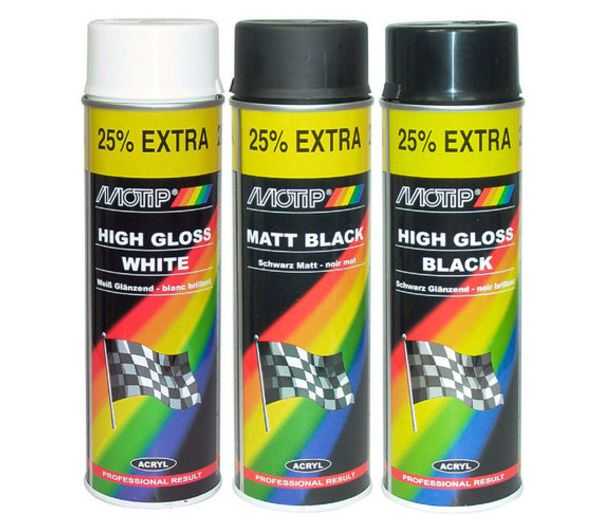 25% EXTRA
MOTIP®
HIGH GLOSS
WHITE
Weiß Glänzend - blanc brillant
ACRYL
PROFESSIONAL RESULT
25% EXTRA
MOTIP®
MATT BLACK
Schwarz Matt - noir mat
ACRYL
PROFESSIONAL RESULT
25% EXTRA
MOTIP®
HIGH GLOSS
BLACK
Schwarz Glänzend - noir brillant
ACRYL
PROFESSIONAL RESULT